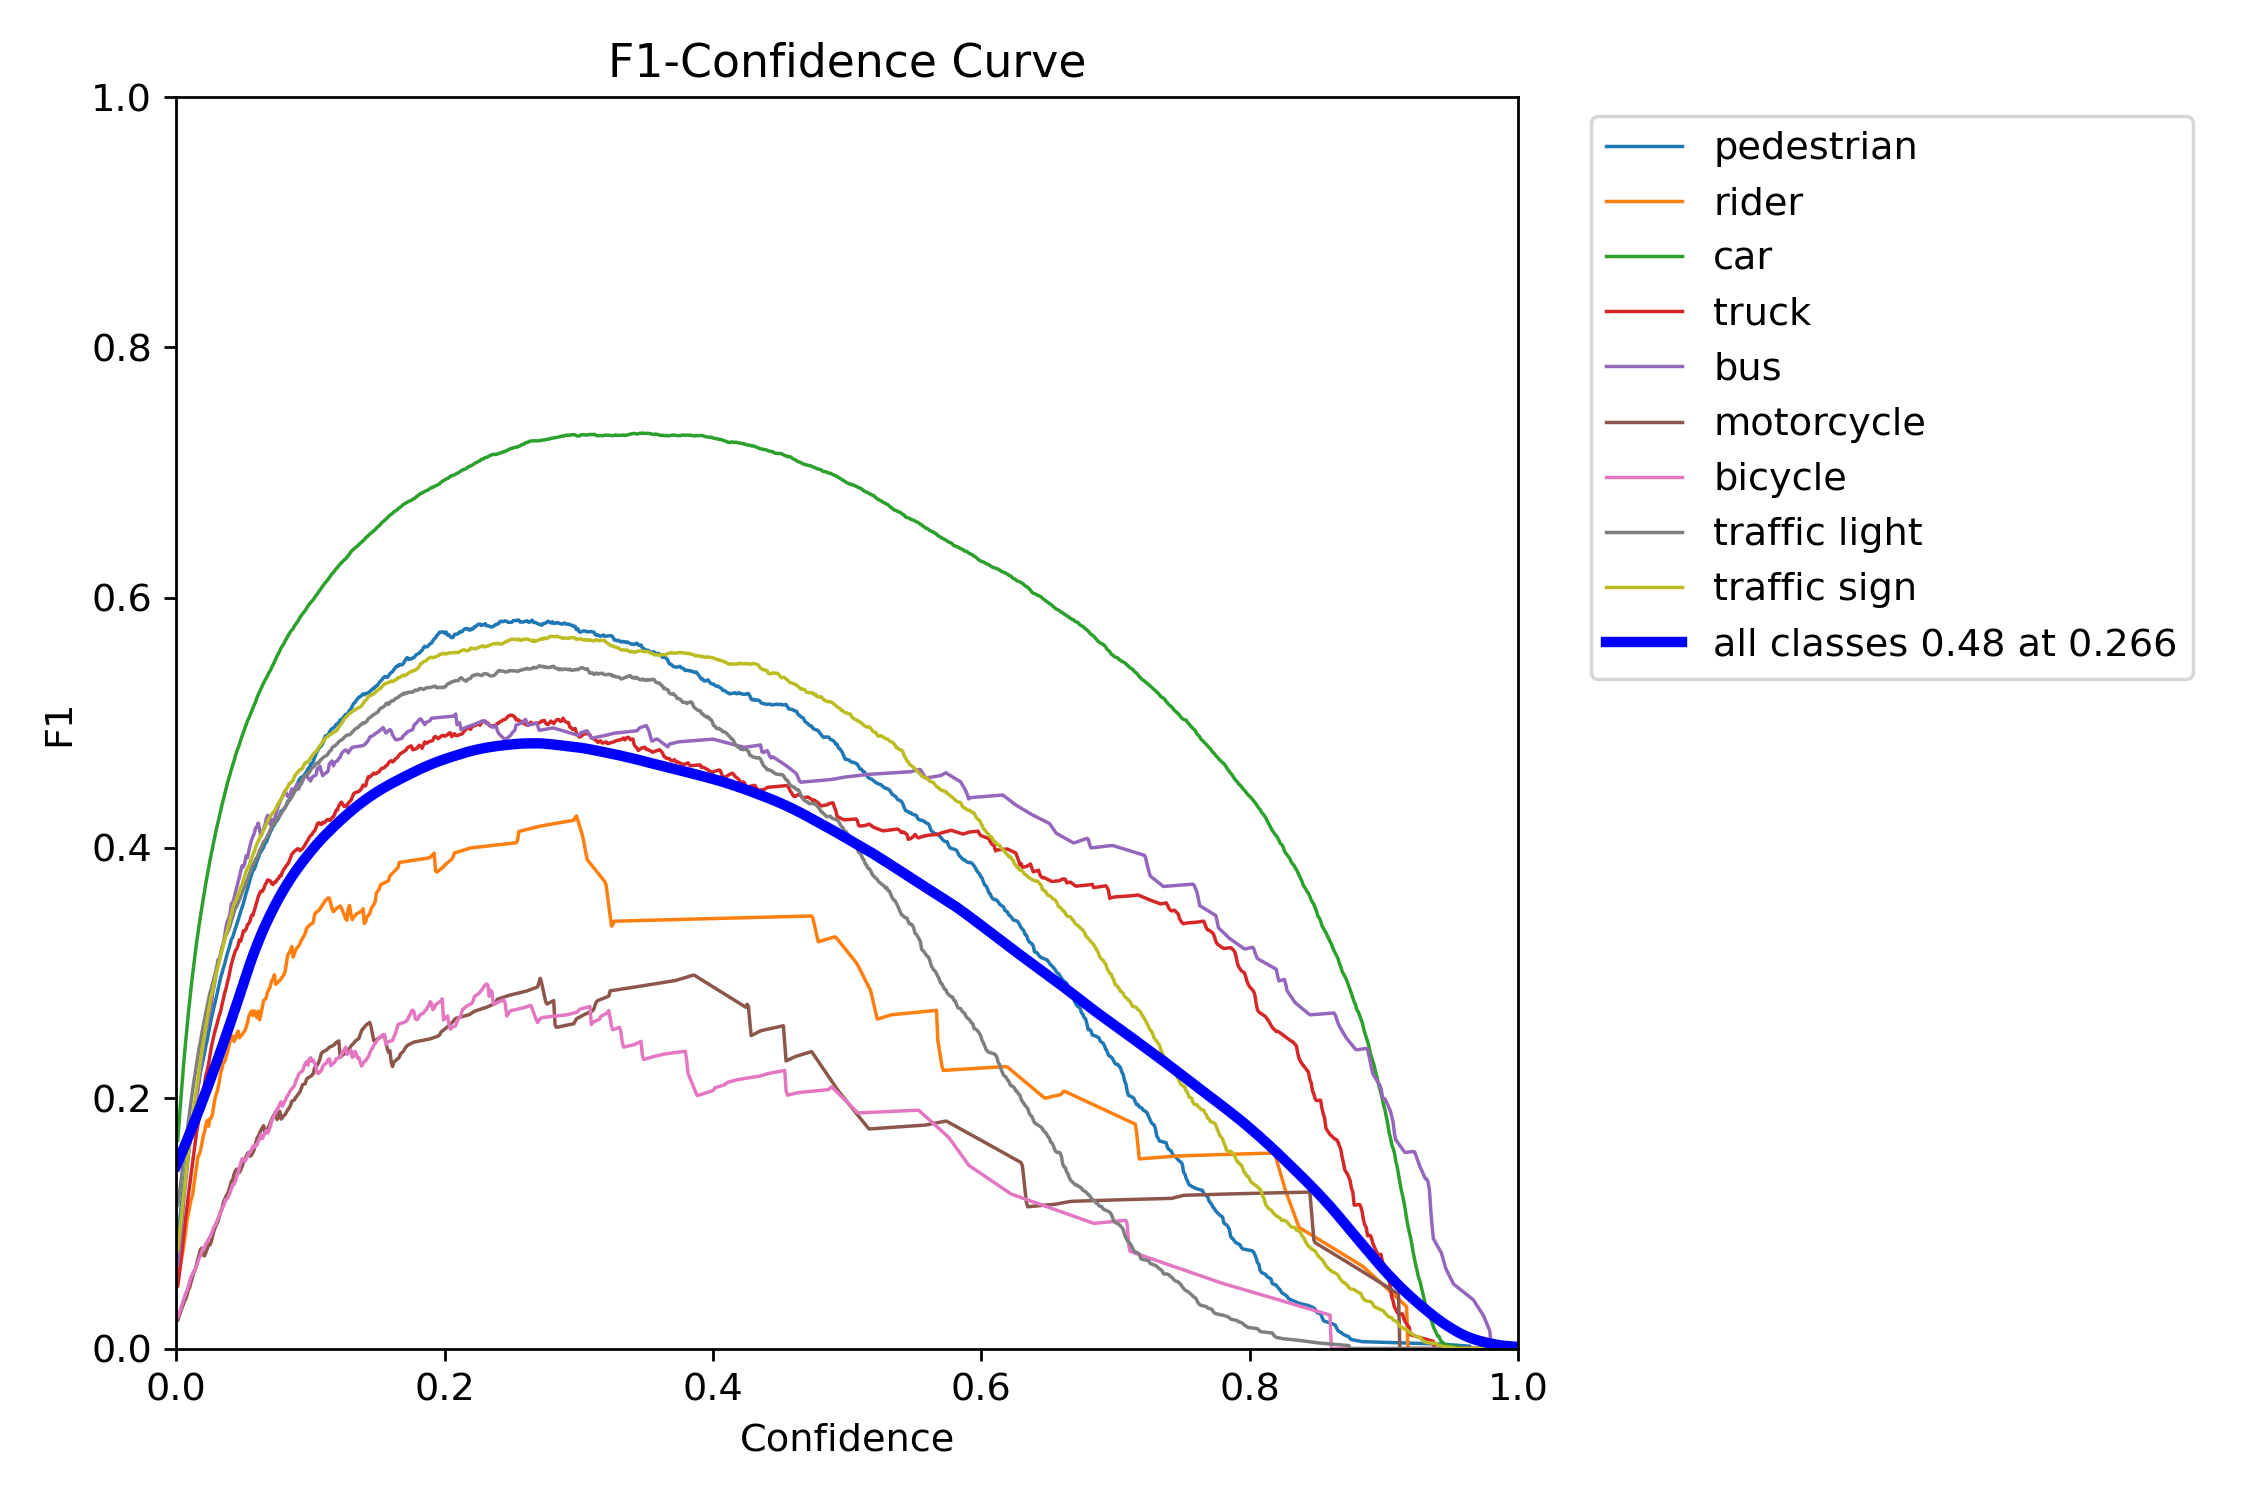 F1-Confidence Curve
1.0
0.8
0.6
0.4
0.2
0.0
F1
0.0 0.2 0.4 0.6 0.8 1.0
Confidence
pedestrian
rider
car
truck
bus
motorcycle
bicycle
traffic light
traffic sign
all classes 0.48 at 0.266